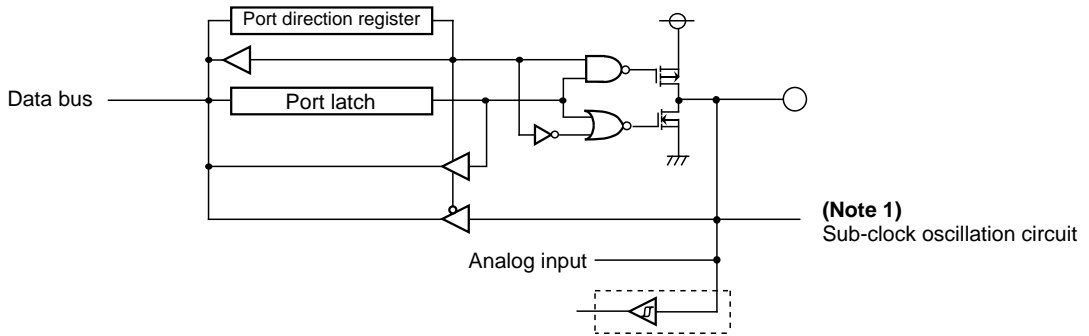 Port direction register
Data bus
Port latch
(Note 1)
Sub-clock oscillation circuit
Analog input